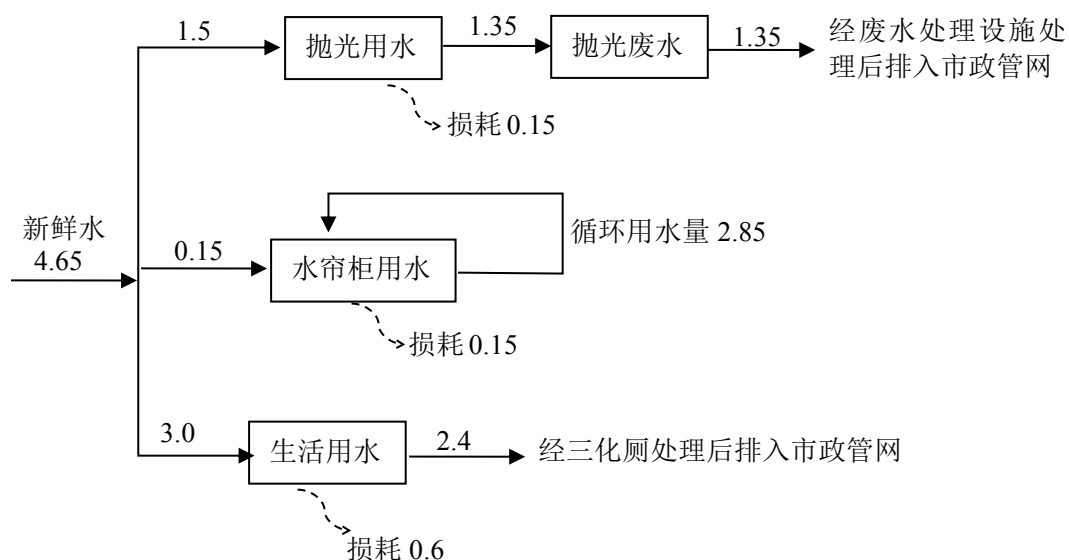 1.5
抛光用水
1.35
抛光废水
1.35
经废水处理设施处
理后排入市政管网
损耗 0.15
新鲜水
4.65
0.15
水帘柜用水
循环用水量 2.85
损耗 0.15
3.0
生活用水
2.4
经三化厕处理后排入市政管网
损耗 0.6